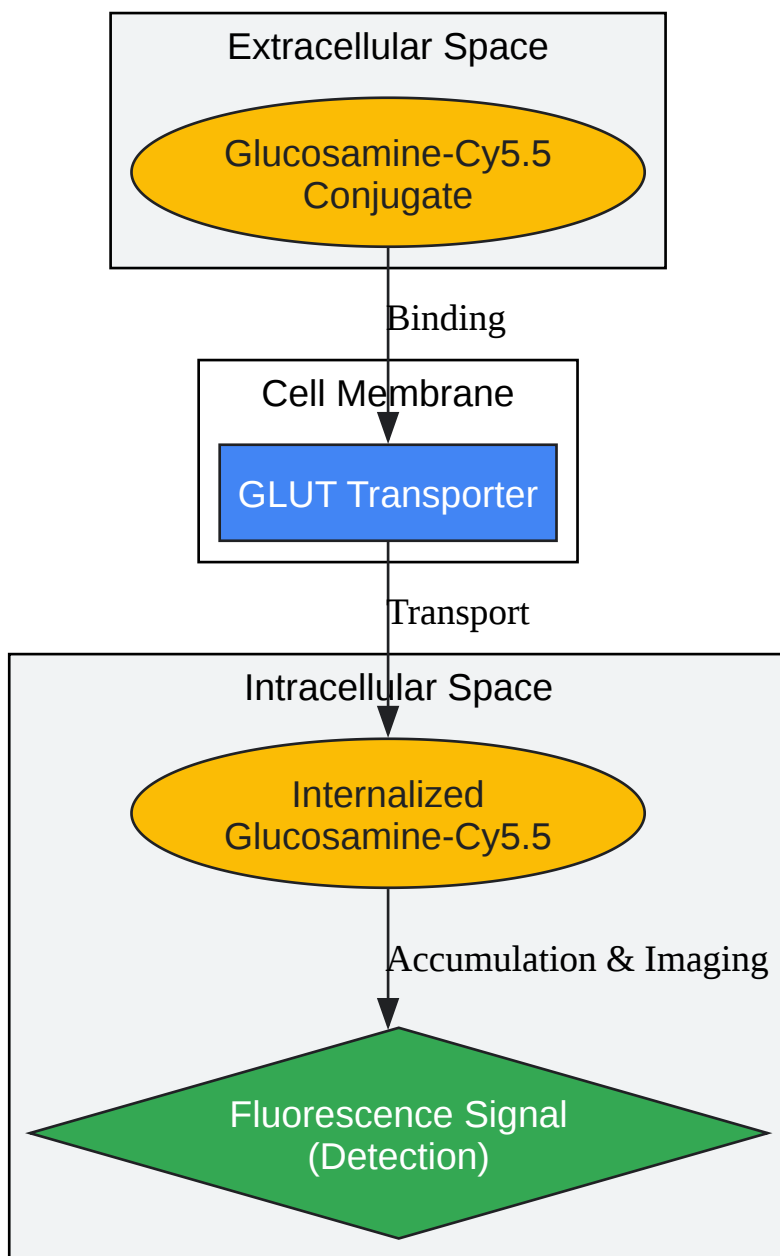 Extracellular Space
Glucosamine-Cy5.5
Conjugate
Binding
Cell Membrane
GLUT Transporter
Transport
Intracellular Space
Internalized
Glucosamine-Cy5.5
Accumulation & Imaging
Fluorescence Signal
(Detection)